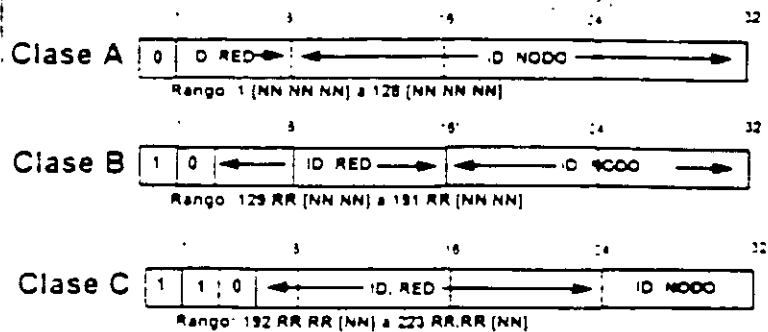 8 16 24 32
Clase A 0 ID RED ID NODO
Rango 1 [NN NN NN] a 128 [NN NN NN]
8 16 24 32
Clase B 1 0 ID RED ID NODO
Rango 129 RR [NN NN] a 191 RR [NN NN]
8 16 24 32
Clase C 1 1 0 ID. RED ID NODO
Rango: 192 RR RR [NN] a 223 RR.RR [NN]